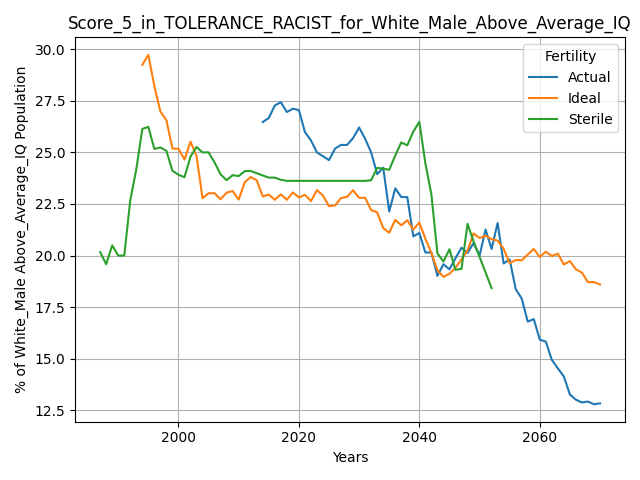 Score_5_in_TOLERANCE_RACIST_for_White_Male_Above_Average_IQ
% of White_Male Above_Average_IQ Population
30.0
27.5
25.0
22.5
20.0
17.5
15.0
12.5
Fertility
Actual
Ideal
Sterile
2000
2020
2040
2060
Years